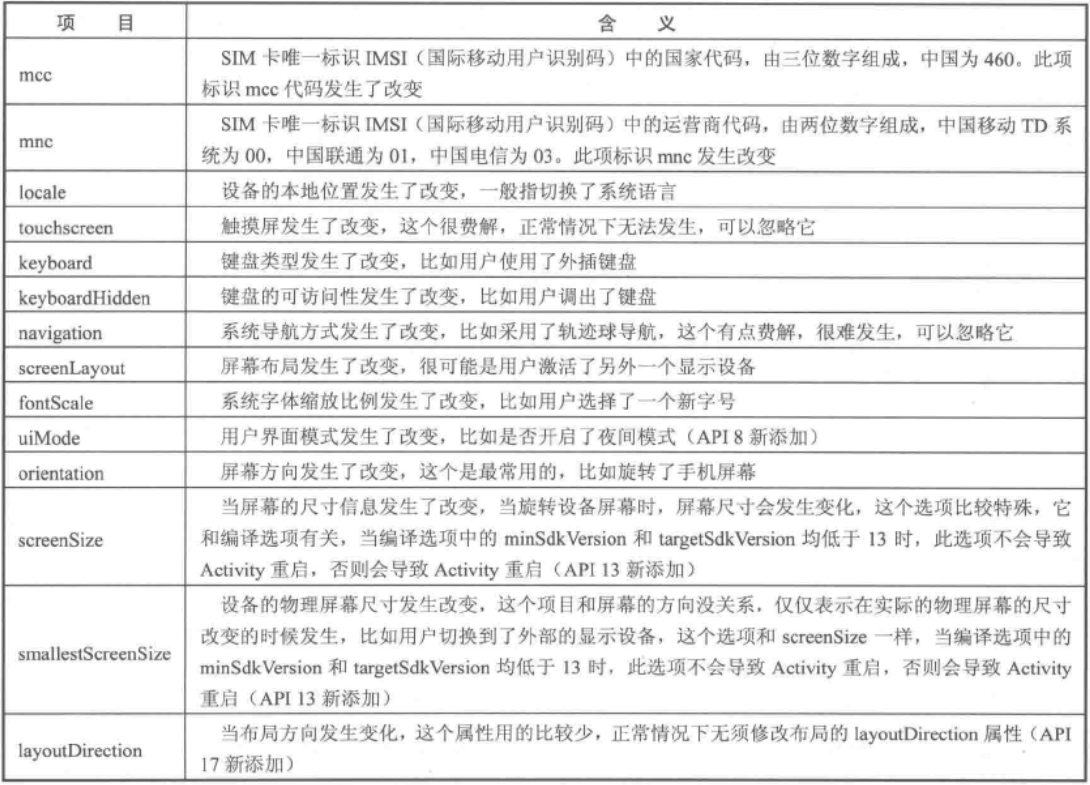 项 目 含 义
mcc
SIM 卡唯一标识 IMSI（国际移动用户识别码）中的国家代码，由三位数字组成，中国为 460。此项
标识 mcc 代码发生了改变
mnc
SIM 卡唯一标识 IMSI（国际移动用户识别码）中的运营商代码，由两位数字组成，中国移动 TD 系
统为 00，中国联通为 01，中国电信为 03。此项标识 mnc 发生改变
locale 设备的本地位置发生了改变，一般指切换了系统语言
touchscreen 触摸屏发生了改变，这个很费解，正常情况下无法发生，可以忽略它
keyboard 键盘类型发生了改变，比如用户使用了外插键盘
keyboardHidden 键盘的可访问性发生了改变，比如用户调出了键盘
navigation 系统导航方式发生了改变，比如采用了轨迹球导航，这个有点费解，很难发生，可以忽略它
screenLayout 屏幕布局发生了改变，很可能是用户激活了另外一个显示设备
fontScale 系统字体缩放比例发生了改变，比如用户选择了一个新字号
uiMode 用户界面模式发生了改变，比如是否开启了夜间模式（API 8 新添加）
orientation 屏幕方向发生了改变，这个是最常用的，比如旋转了手机屏幕
screenSize
当屏幕的尺寸信息发生了改变，当旋转设备屏幕时，屏幕尺寸会发生变化，这个选项比较特殊，它
和编译选项有关，当编译选项中的 minSdkVersion 和 targetSdkVersion 均低于 13 时，此选项不会导致
Activity 重启，否则会导致 Activity 重启（API 13 新添加）
smallestScreenSize
设备的物理屏幕尺寸发生改变，这个项目和屏幕的方向没关系，仅仅表示在实际的物理屏幕的尺寸
改变的时候发生，比如用户切换到了外部的显示设备，这个选项和 screenSize 一样，当编译选项中的
minSdkVersion 和 targetSdkVersion 均低于 13 时，此选项不会导致 Activity 重启，否则会导致 Activity
重启（API 13 新添加）
layoutDirection
当布局方向发生变化，这个属性用的比较少，正常情况下无须修改布局的 layoutDirection 属性（API
17 新添加）